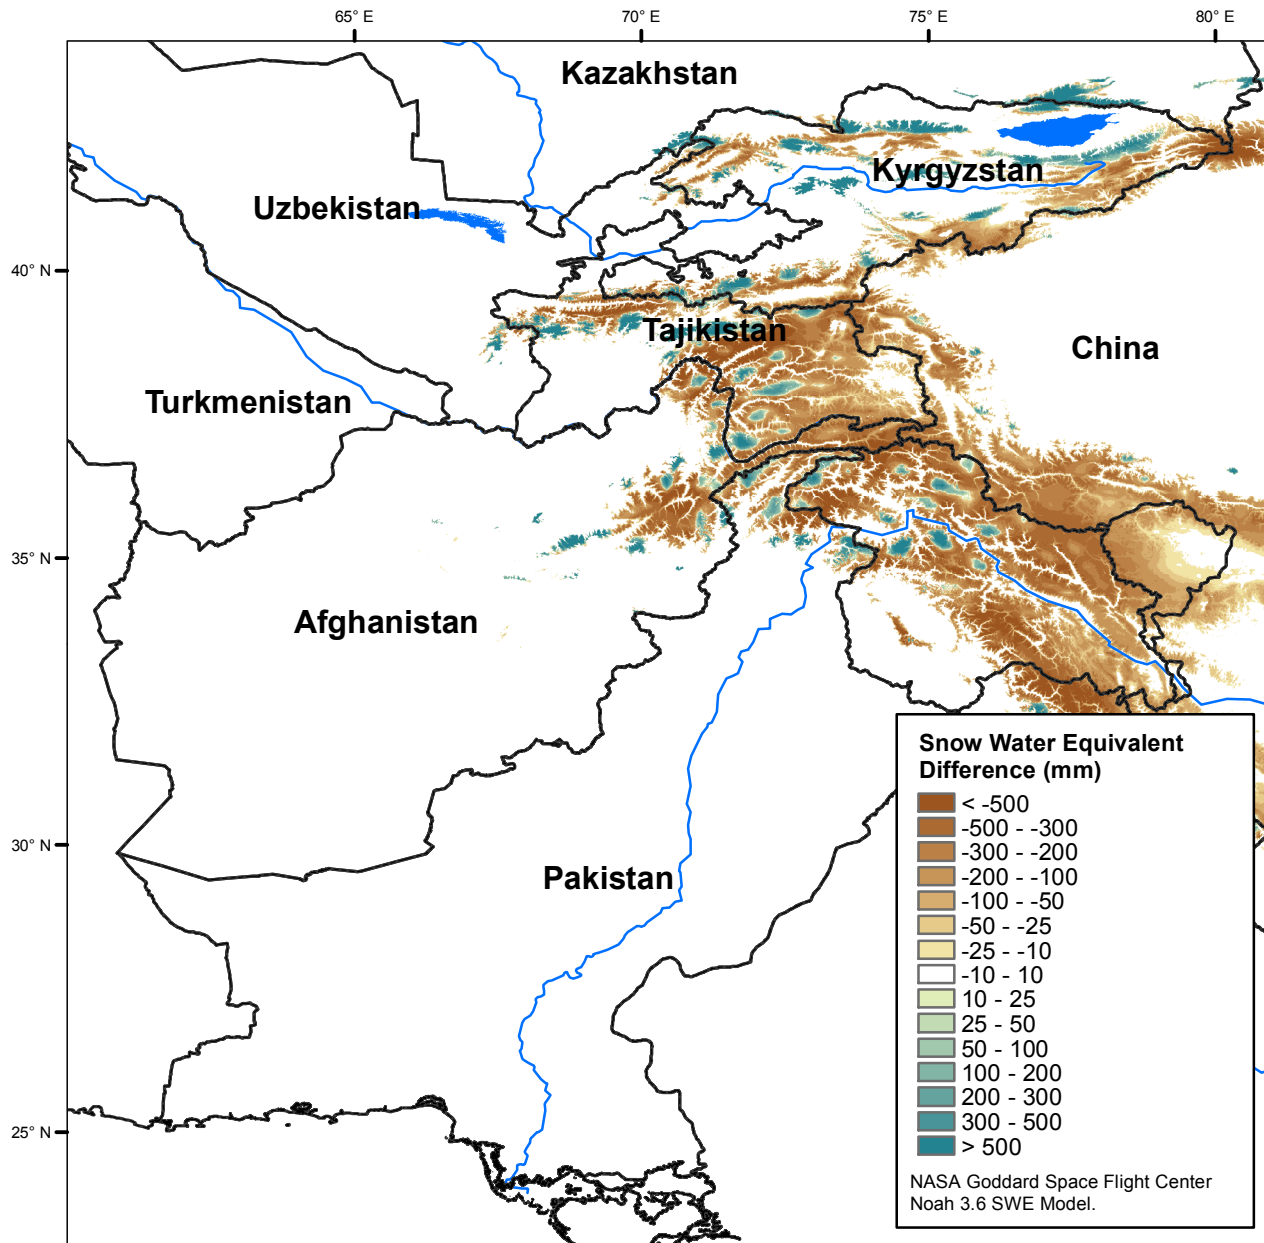 65° E
70° E
75° E
80° E
Kazakhstan
Kyrgyzstan
Uzbekistan
40° N
Tajikistan
China
Turkmenistan
35° N
Afghanistan
Snow Water Equivalent
Difference (mm)
< -500
-500 - -300
-300 - -200
-200 - -100
-100 - -50
-50 - -25
-25 - -10
-10 - 10
10 - 25
25 - 50
50 - 100
100 - 200
200 - 300
300 - 500
> 500
NASA Goddard Space Flight Center
Noah 3.6 SWE Model.
30° N
Pakistan
25° N